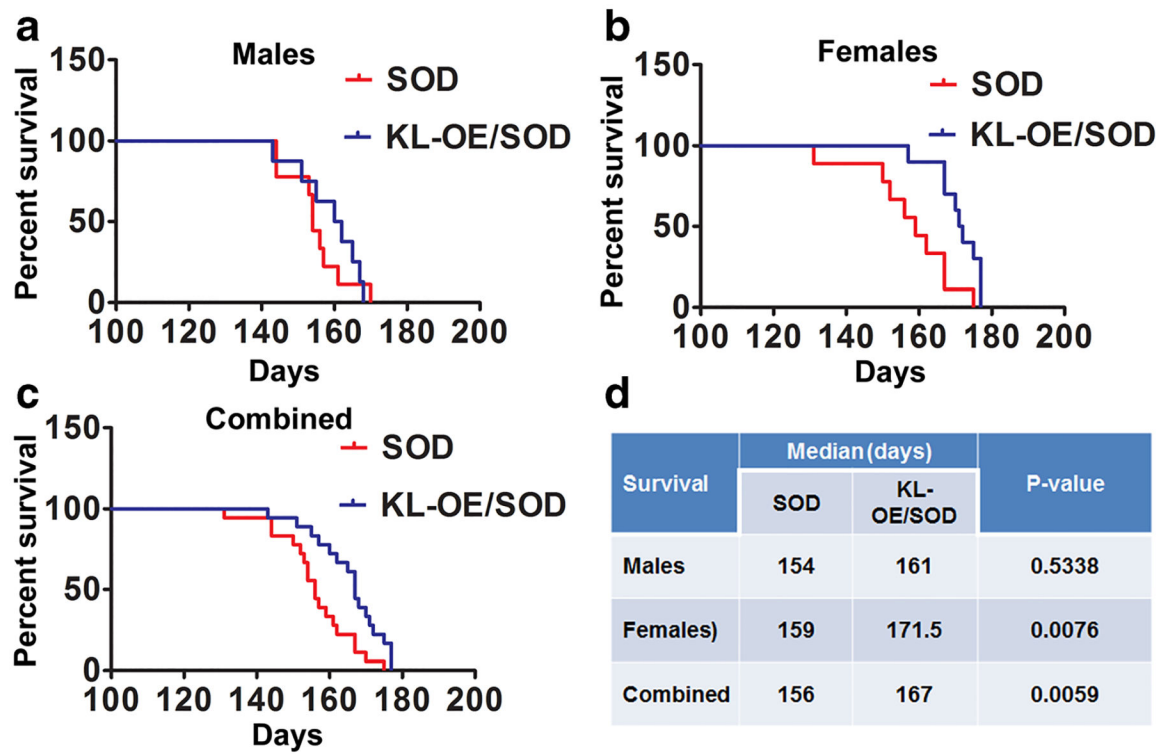 a
Males
Percent survival
150
100
50
0
100 120 140 160 180 200
Days
SOD
KL-OE/SOD
b
Females
Percent survival
150
100
50
0
100 120 140 160 180 200
Days
SOD
KL-OE/SOD
c
Combined
Percent survival
150
100
50
0
100 120 140 160 180 200
Days
SOD
KL-OE/SOD
d
Survival
Median (days)
P-value
SOD
KL-
OE/SOD
Males 154 161 0.5338
Females) 159 171.5 0.0076
Combined 156 167 0.0059